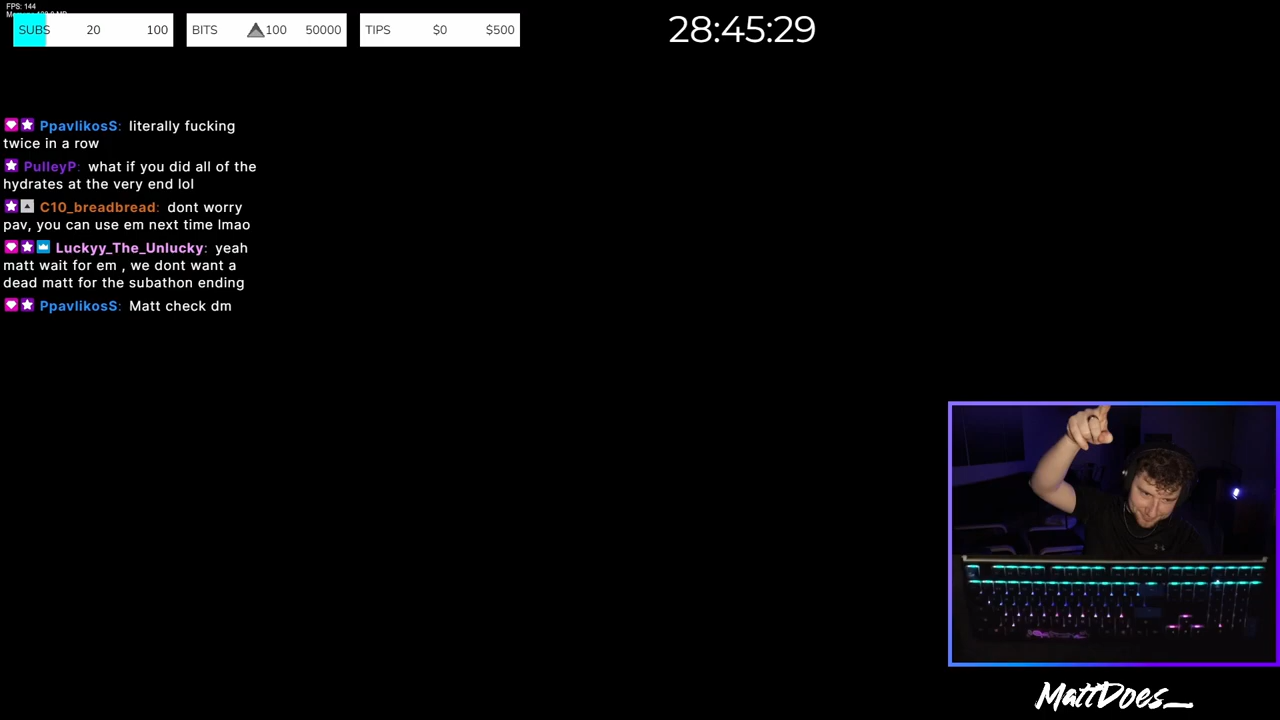 FPS: 144
SUBS 20 100 BITS 100 50000 TIPS $0 $500
28:45:29
PpavlikosS: literally fucking
twice in a row
PulleyP: what if you did all of the
hydrates at the very end lol
C10_breadbread: dont worry
pav, you can use em next time lmao
Luckyy_The_Unlucky: yeah
matt wait for em , we dont want a
dead matt for the subathon ending
PpavlikosS: Matt check dm
MattDoes_